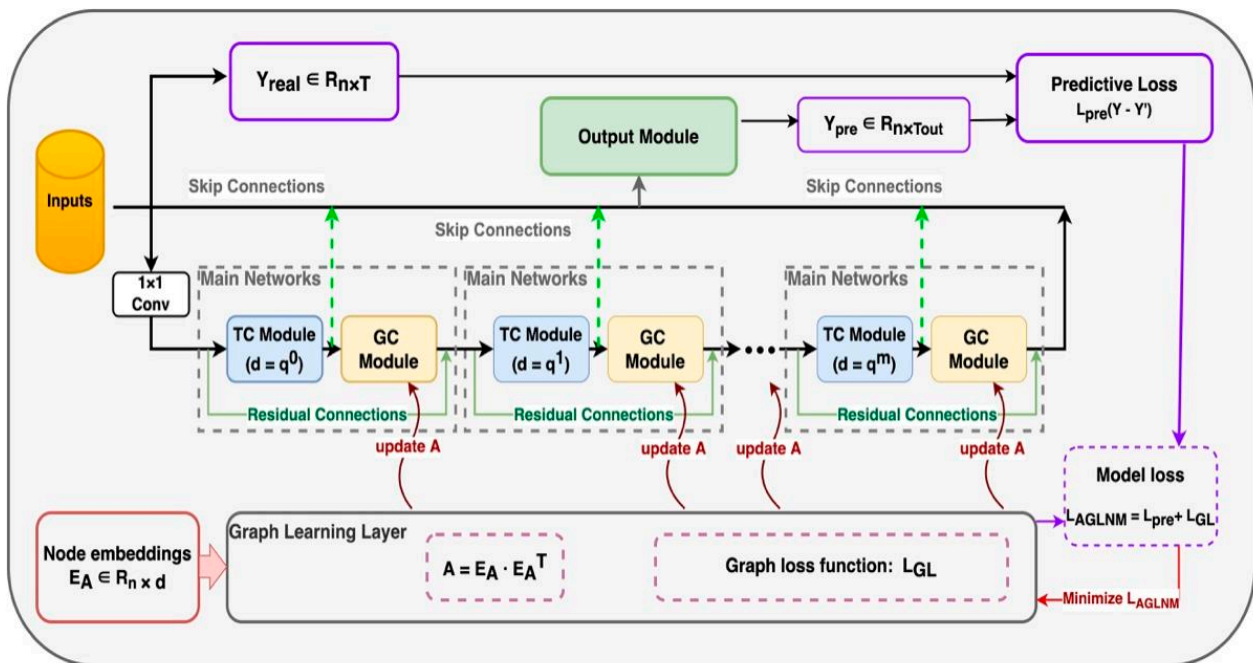 Y_real ∈ R_n×T
Predictive Loss
L_pre(Y - Y')
Output Module
Y_pre ∈ R_n×Tout
Inputs
Skip Connections
Skip Connections
Skip Connections
1×1
Conv
Main Networks
Main Networks
Main Networks
TC Module
(d = q^0)
GC
Module
TC Module
(d = q^1)
GC
Module
•••
TC Module
(d = q^m)
GC
Module
Residual Connections
Residual Connections
Residual Connections
update A
update A
update A
update A
Model loss
L_AGLNM = L_pre+ L_GL
Node embeddings
E_A ∈ R_n × d
Graph Learning Layer
A = E_A · E_A^T
Graph loss function: L_GL
Minimize L_AGLNM